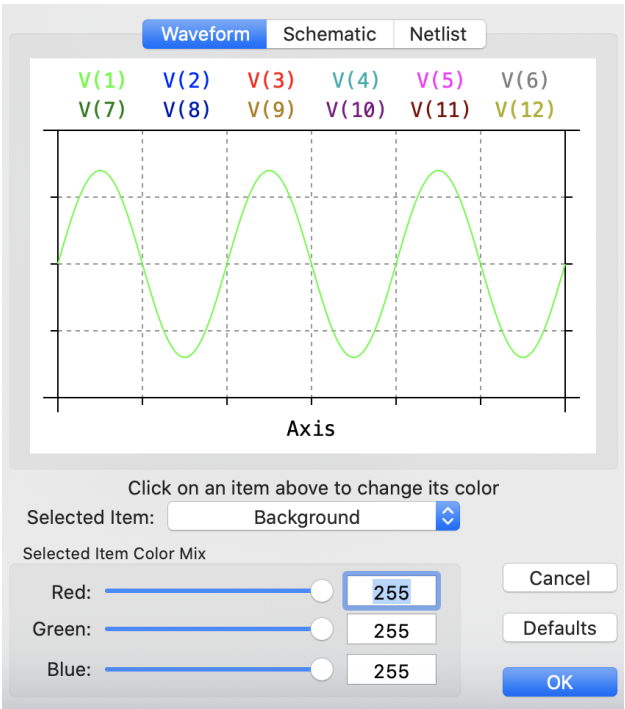 Waveform Schematic Netlist
V(1) V(2) V(3) V(4) V(5) V(6)
V(7) V(8) V(9) V(10) V(11) V(12)
Axis
Click on an item above to change its color
Selected Item: Background
Selected Item Color Mix
Red: 255
Green: 255
Blue: 255
Cancel
Defaults
OK